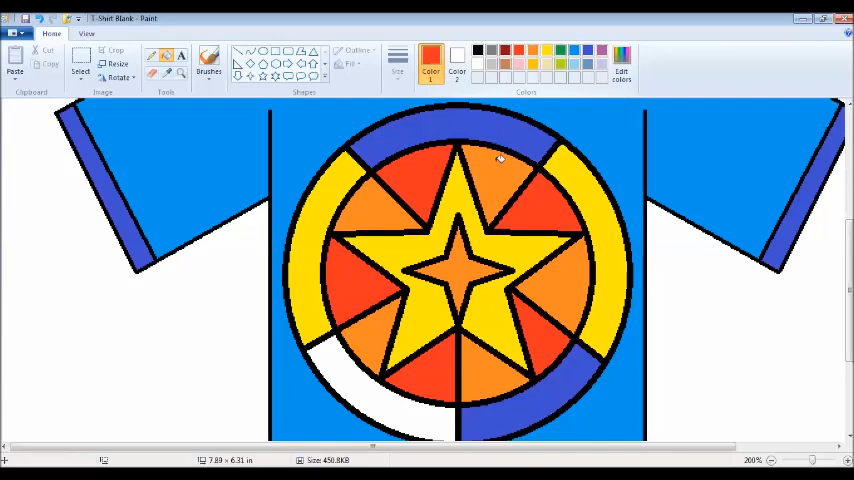 T-Shirt Blank - Paint
Home View
Paste
Cut
Copy
Clipboard
Select
Crop
Resize
Rotate
Image
A
Tools
Brushes
Outline
Fill
Shapes
Size
Color 1
Color 2
Colors
Edit colors
7.89 × 6.31 in
Size: 450.8KB
200%